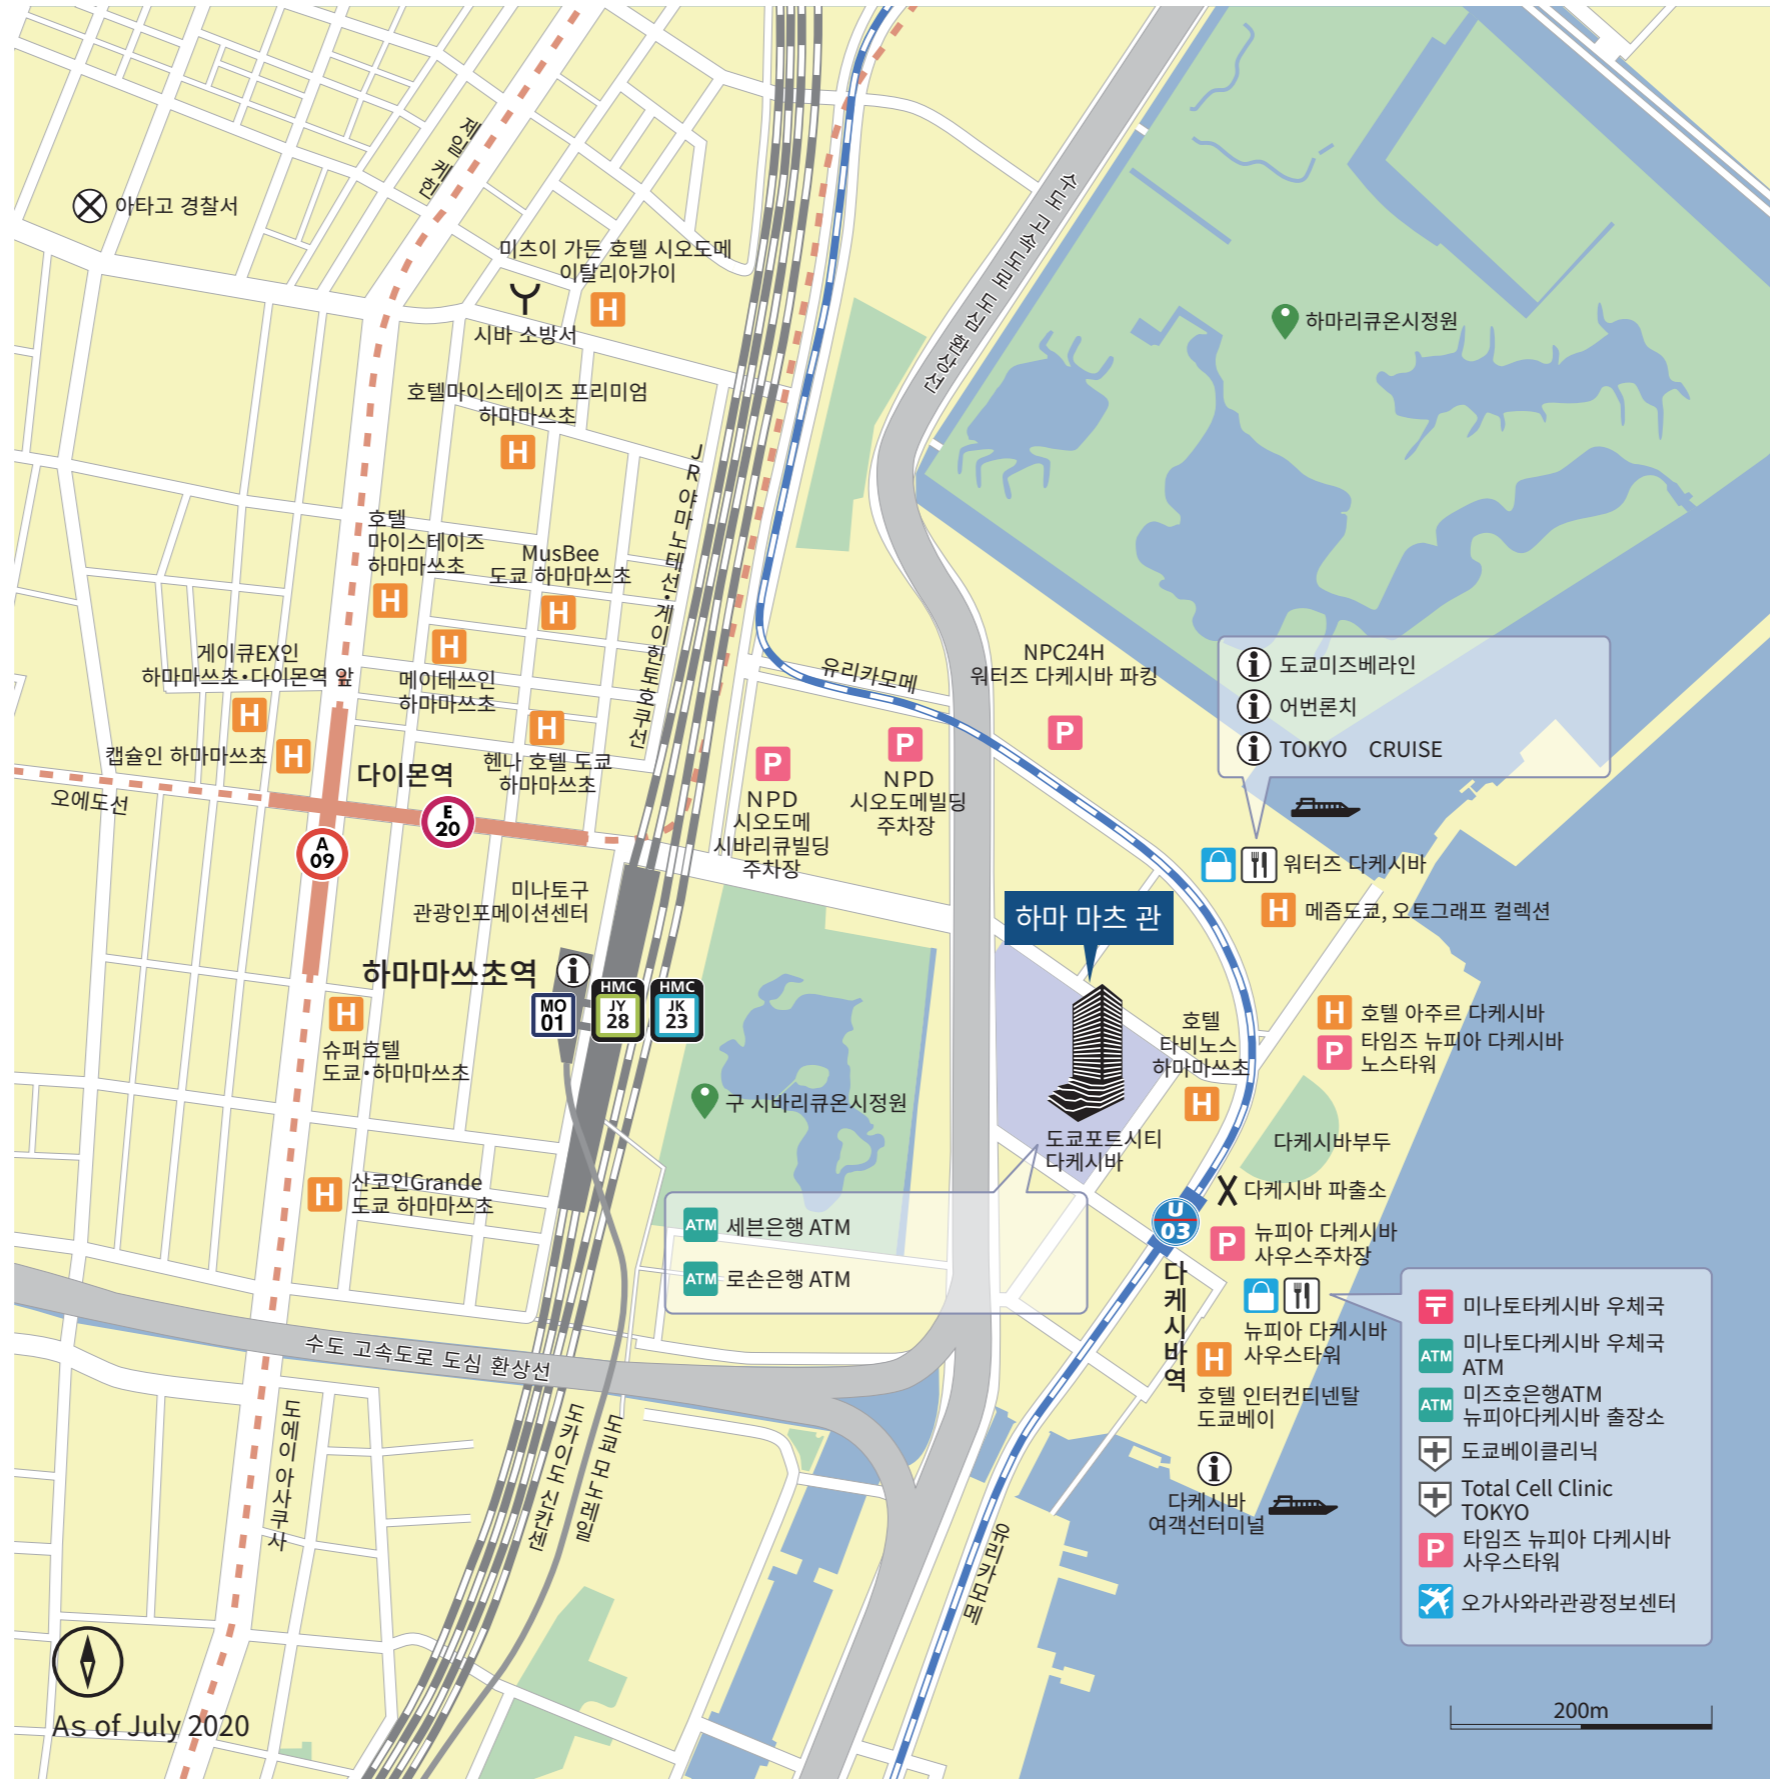 제일 케힌
아타고 경찰서
미츠이 가든 호텔 시오도메
이탈리아가이
H
시바 소방서
수도 고속도로 도심 환상선
하마리큐온시정원
호텔마이스테이즈 프리미엄
하마마쓰초
H
JR 야마노테선·게이힌토호쿠선
호텔
마이스테이즈
하마마쓰초
H
MusBee
도쿄 하마마쓰초
H
H
메이테쓰인
하마마쓰초
게이큐EX인
하마마쓰초•다이몬역 앞
H
캡슐인 하마마쓰초
H
H
헨나 호텔 도쿄
하마마쓰초
다이몬역
오에도선
E
20
A
09
유리카모메
NPC24H
워터즈 다케시바 파킹
P
P
NPD
시오도메
시바리큐빌딩
주차장
P
NPD
시오도메빌딩
주차장
i 도쿄미즈베라인
i 어번론치
i TOKYO CRUISE
워터즈 다케시바
H 메즘도쿄, 오토그래프 컬렉션
하마 마츠 관
미나토구
관광인포메이션센터
하마마쓰초역
i
MO
01
HMC
JY
28
HMC
JK
23
H
슈퍼호텔
도쿄•하마마쓰초
구 시바리큐온시정원
호텔
타비노스
하마마쓰초
H
H 호텔 아주르 다케시바
P 타임즈 뉴피아 다케시바
노스타워
도쿄포트시티
다케시바
다케시바부두
H 산코인Grande
도쿄 하마마쓰초
다케시바 파출소
ATM 세븐은행 ATM
ATM 로손은행 ATM
U
03
다케시바역
P 뉴피아 다케시바
사우스주차장
뉴피아 다케시바
사우스타워
H
호텔 인터컨티넨탈
도쿄베이
i
다케시바
여객선터미널
〒 미나토타케시바 우체국
ATM 미나토다케시바 우체국
ATM
ATM 미즈호은행ATM
뉴피아다케시바 출장소
도쿄베이클리닉
Total Cell Clinic
TOKYO
P 타임즈 뉴피아 다케시바
사우스타워
오가사와라관광정보센터
수도 고속도로 도심 환상선
도에이 아사쿠사
도카이도 신칸센
도쿄 모노레일
유리카모메
As of July 2020
200m